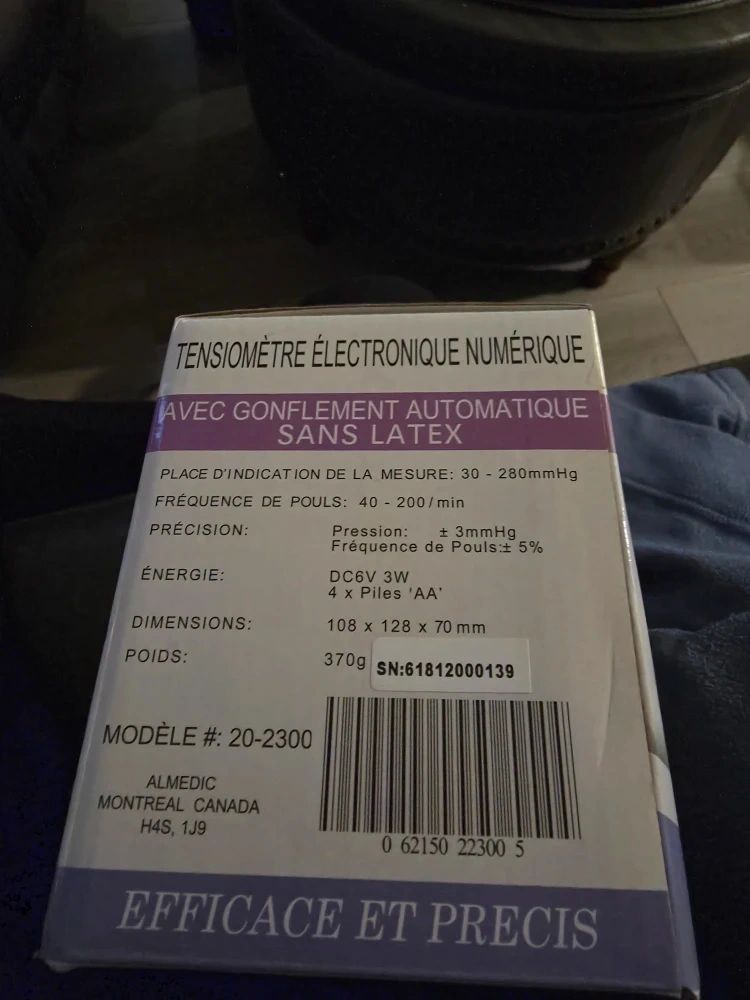 TENSIOMÈTRE ÉLECTRONIQUE NUMÉRIQUE
AVEC GONFLEMENT AUTOMATIQUE
SANS LATEX
PLACE D'INDICATION DE LA MESURE: 30 - 280mmHg
FRÉQUENCE DE POULS: 40 - 200/min
PRÉCISION: Pression: ± 3mmHg
Fréquence de Pouls:± 5%
ÉNERGIE: DC6V 3W
4 x Piles 'AA'
DIMENSIONS: 108 x 128 x 70 mm
POIDS: 370g
SN:61812000139
MODÈLE #: 20-2300
ALMEDIC
MONTREAL CANADA
H4S, 1J9
0 62150 22300 5
EFFICACE ET PRECIS